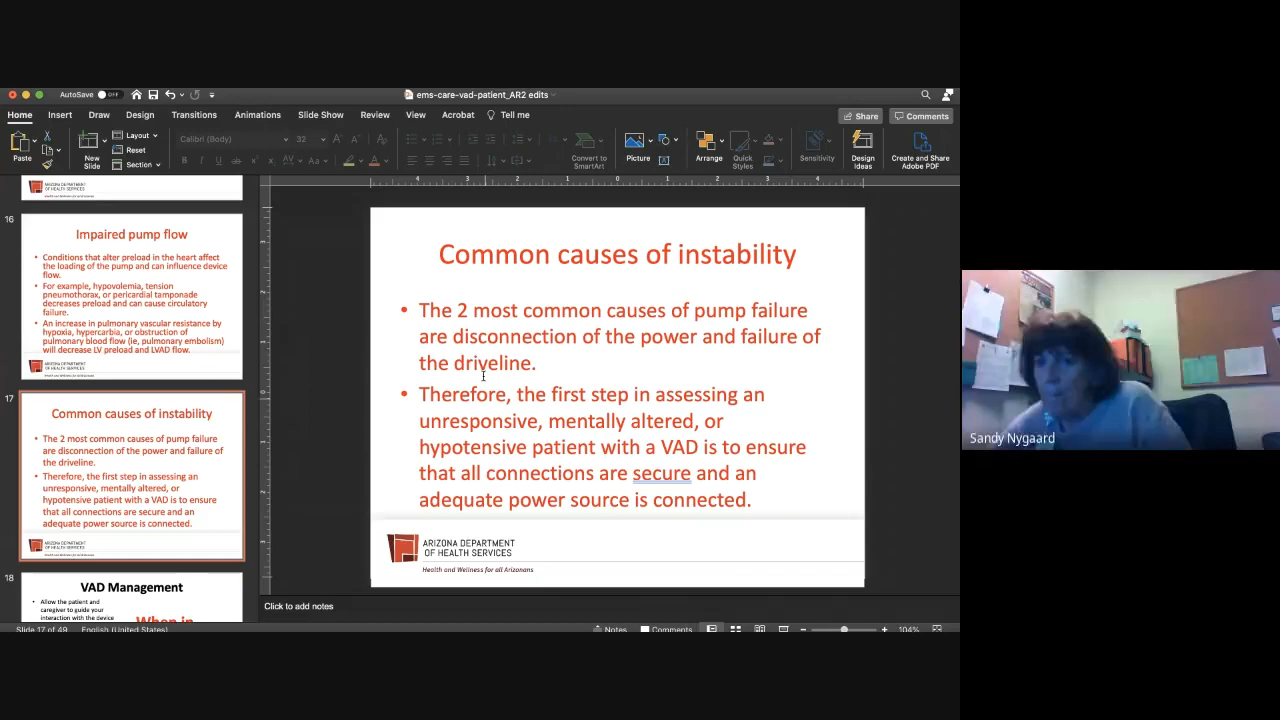 AutoSave OFF
ems-care-vad-patient_AR2 edits
Home Insert Draw Design Transitions Animations Slide Show Review View Acrobat Tell me
Share Comments
Paste
New
Slide
Layout
Reset
Section
Calibri (Body) 32
Convert to
SmartArt
Picture
Arrange
Quick
Styles
Sensitivity
Design
Ideas
Create and Share
Adobe PDF
4 3 2 1 0 1 2 3 4
ARIZONA DEPARTMENT
OF HEALTH SERVICES
16
Impaired pump flow
• Conditions that alter preload in the heart affect
the loading of the pump and can influence device
flow.
• For example, hypovolemia, tension
pneumothorax, or pericardial tamponade
decreases preload and can cause circulatory
failure.
• An increase in pulmonary vascular resistance by
hypoxia, hypercarbia, or obstruction of
pulmonary blood flow (ie, pulmonary embolism)
will decrease LV preload and LVAD flow.
ARIZONA DEPARTMENT
OF HEALTH SERVICES
17
Common causes of instability
• The 2 most common causes of pump failure
are disconnection of the power and failure of
the driveline.
• Therefore, the first step in assessing an
unresponsive, mentally altered, or
hypotensive patient with a VAD is to ensure
that all connections are secure and an
adequate power source is connected.
ARIZONA DEPARTMENT
OF HEALTH SERVICES
18
VAD Management
• Allow the patient and
caregiver to guide your
interaction with the device
When in
Common causes of instability
• The 2 most common causes of pump failure
are disconnection of the power and failure of
the driveline.
• Therefore, the first step in assessing an
unresponsive, mentally altered, or
hypotensive patient with a VAD is to ensure
that all connections are secure and an
adequate power source is connected.
ARIZONA DEPARTMENT
OF HEALTH SERVICES
Health and Wellness for all Arizonans
Click to add notes
Slide 17 of 49 English (United States)
Notes Comments 104%
Sandy Nygaard